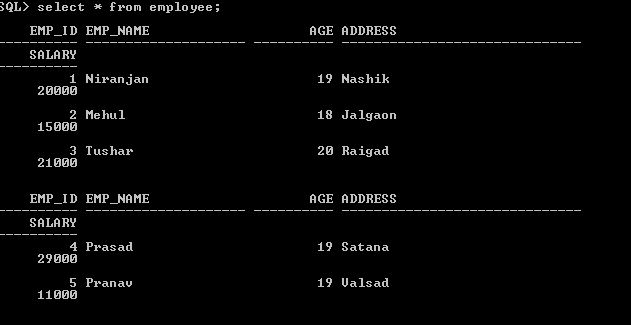 SQL> select * from employee;
EMP_ID EMP_NAME AGE ADDRESS
SALARY
1 Niranjan 19 Nashik
20000
2 Mehul 18 Jalgaon
15000
3 Tushar 20 Raigad
21000
EMP_ID EMP_NAME AGE ADDRESS
SALARY
4 Prasad 19 Satana
29000
5 Pranav 19 Valsad
11000